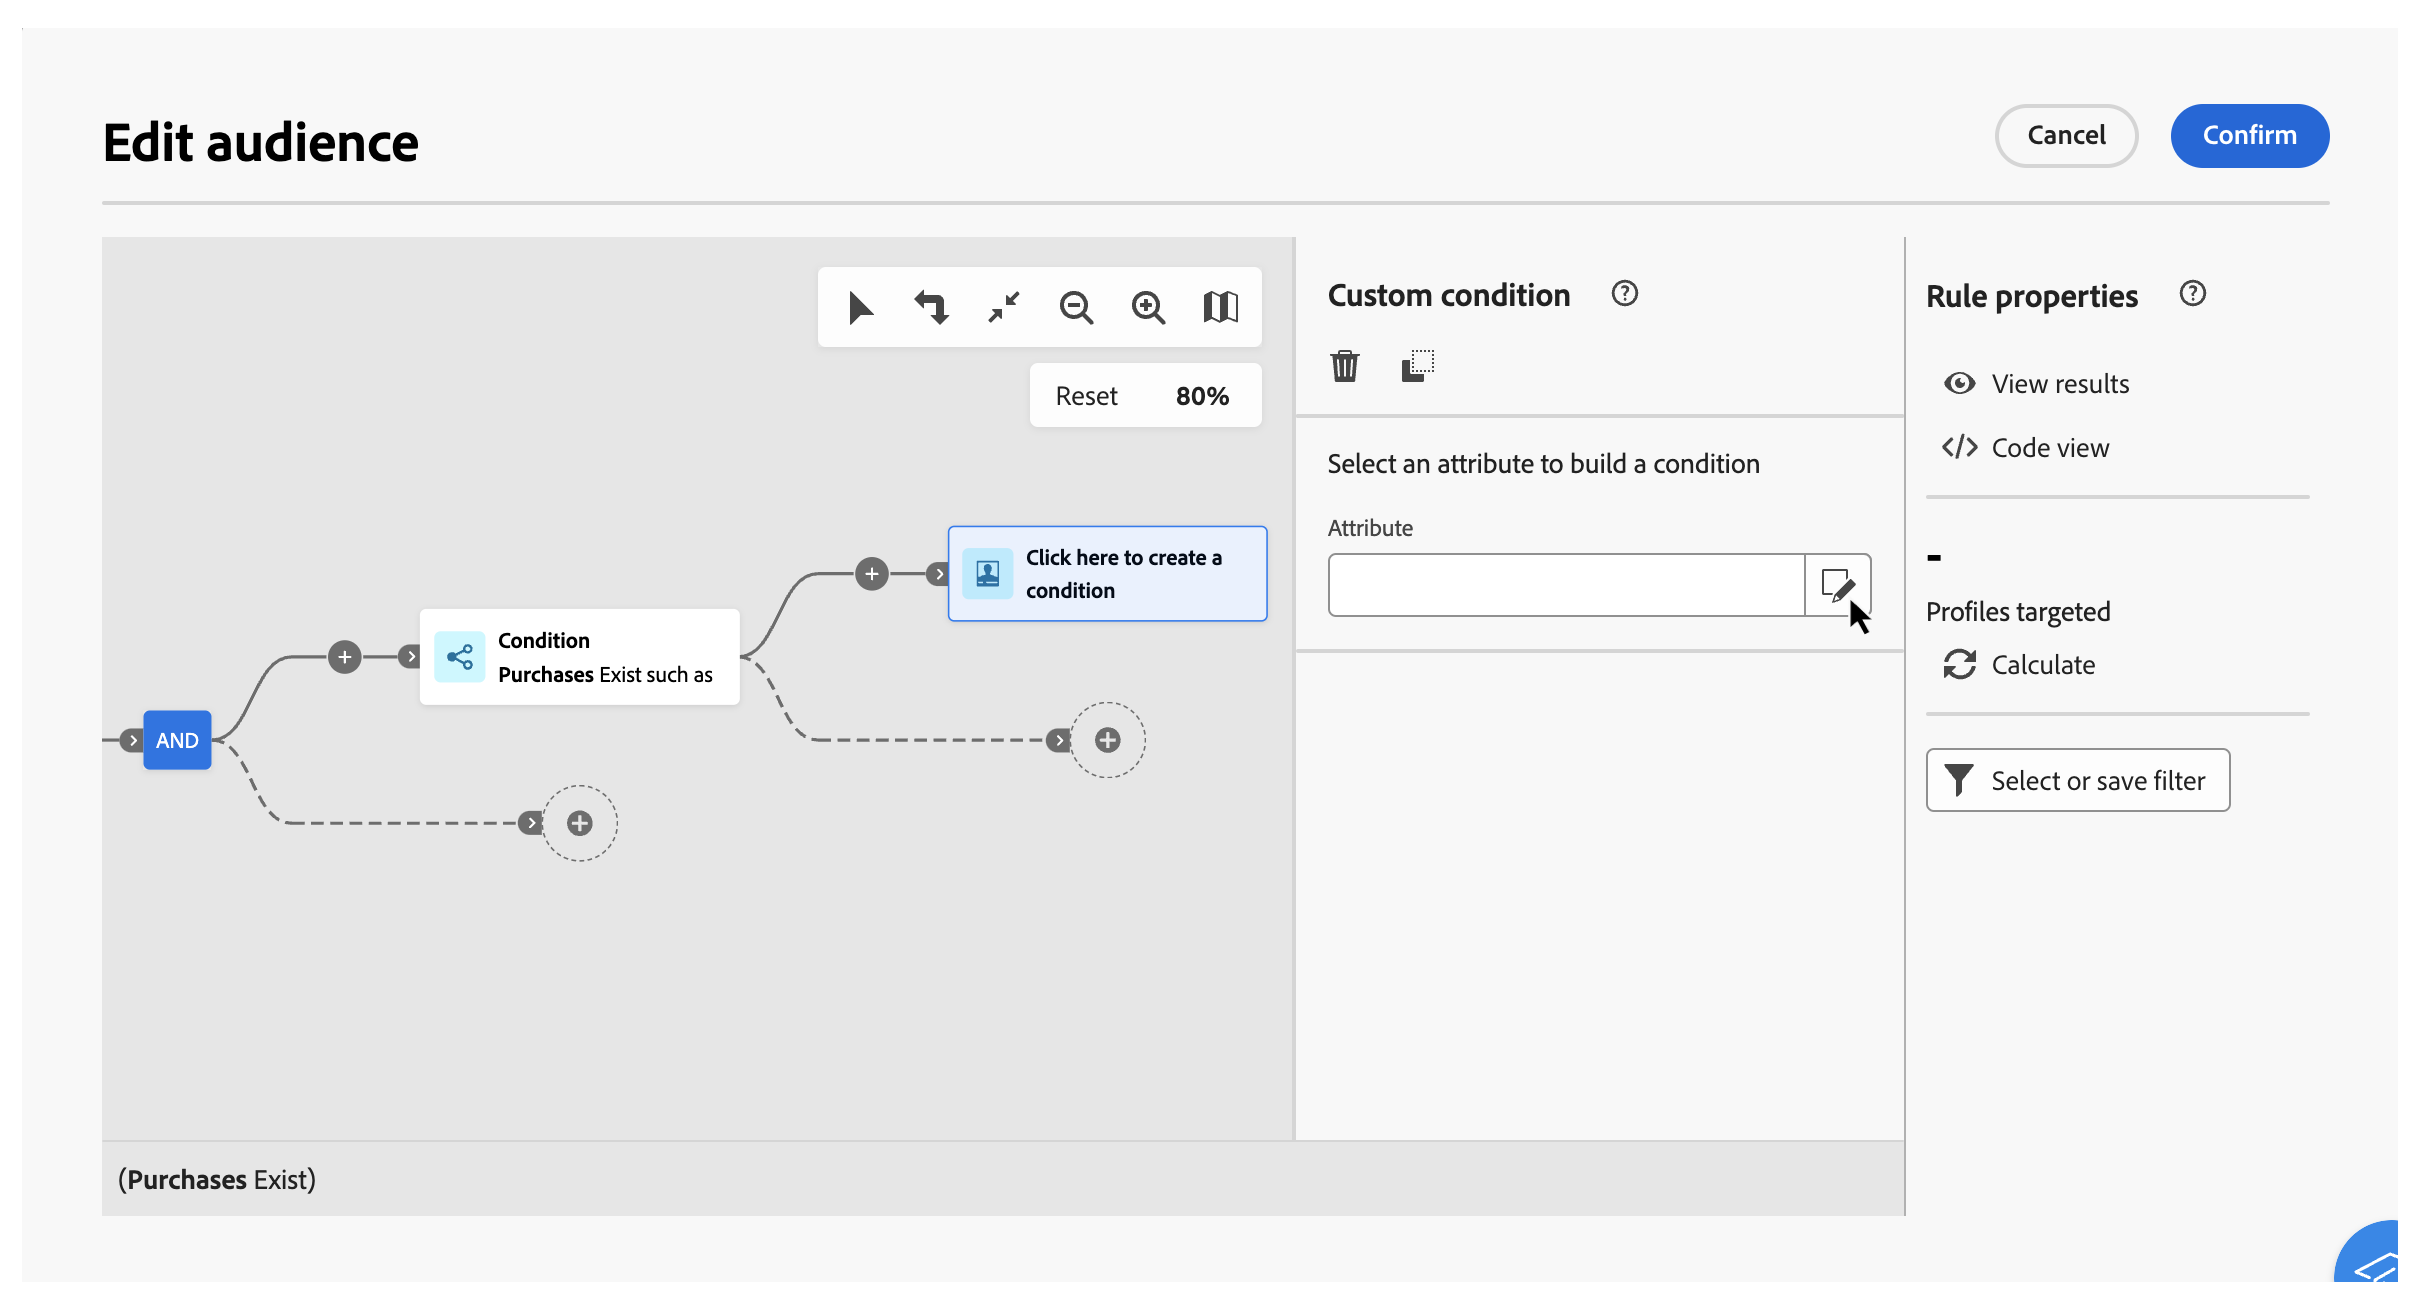 Edit audience
Cancel
Confirm
Reset
80%
Click here to create a
condition
Condition
Purchases Exist such as
AND
(Purchases Exist)
Custom condition
Select an attribute to build a condition
Attribute
Rule properties
View results
Code view
-
Profiles targeted
Calculate
Select or save filter